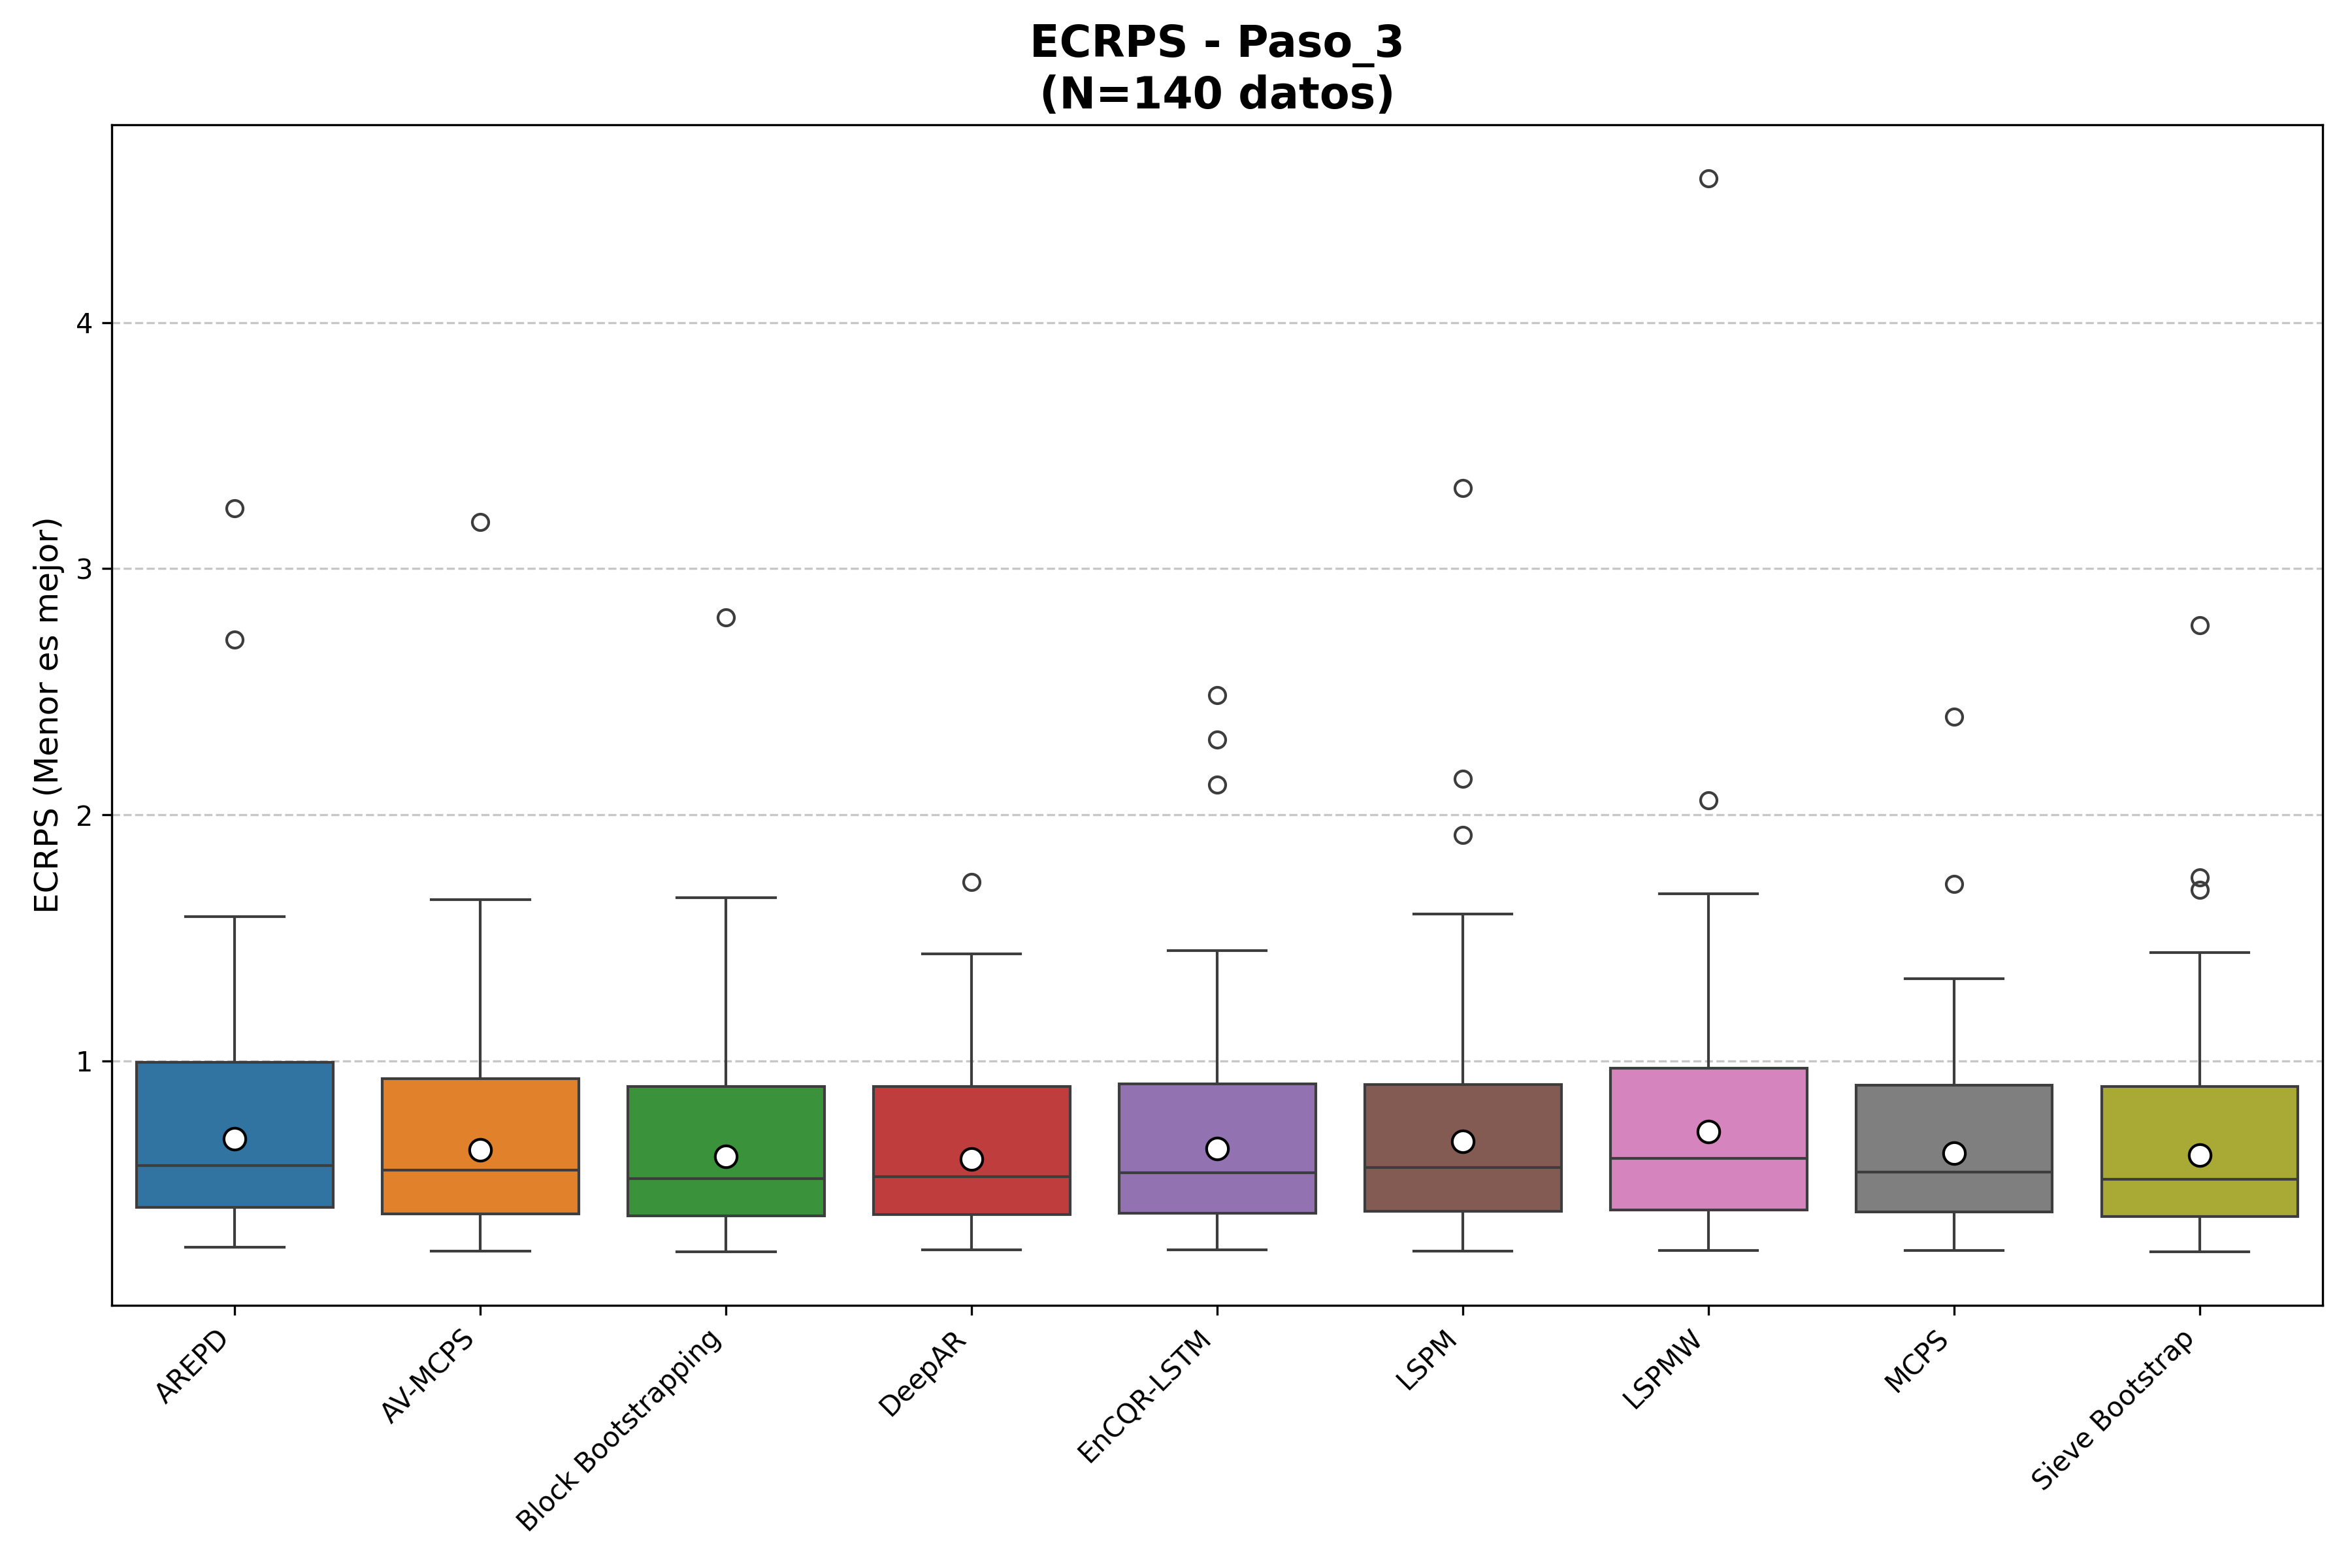 ECRPS - Paso_3
(N=140 datos)
ECRPS (Menor es mejor)
4
3
2
1
AREPD
AV-MCPS
Block Bootstrapping
DeepAR
EnCQR-LSTM
LSPM
LSPMW
MCPS
Sieve Bootstrap